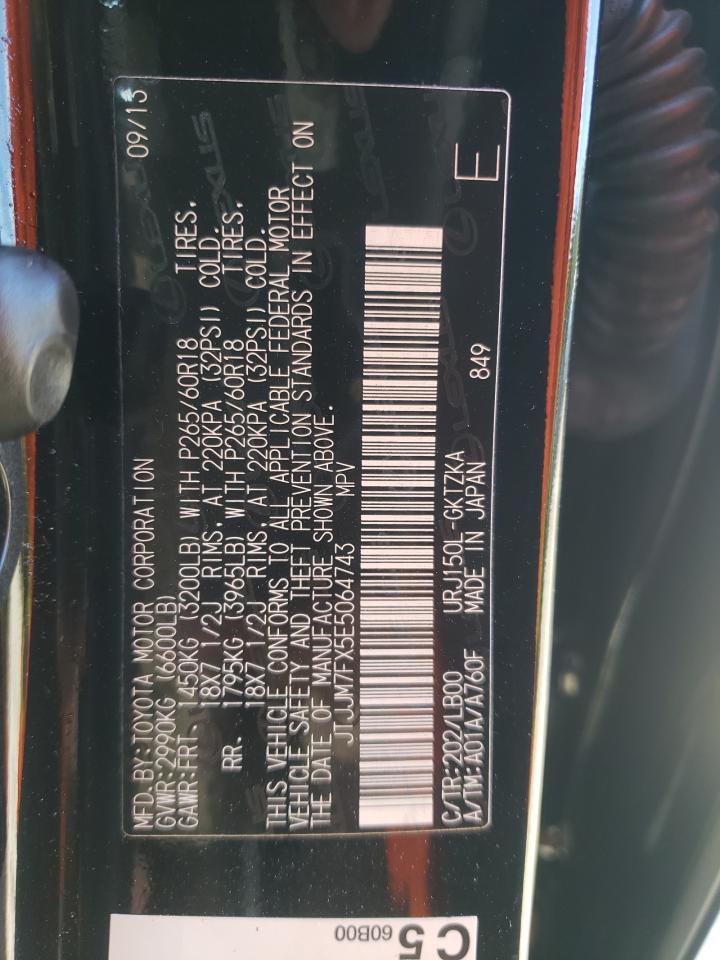 09/13
MFD.BY:TOYOTA MOTOR CORPORATION
GVWR:2990KG (6600LB)
GAWR:FRT. 1450KG (3200LB) WITH P265/60R18 TIRES,
18X7 1/2J RIMS, AT 220KPA (32PSI) COLD.
RR. 1795KG (3965LB) WITH P265/60R18 TIRES,
18X7 1/2J RIMS, AT 220KPA (32PSI) COLD.
THIS VEHICLE CONFORMS TO ALL APPLICABLE FEDERAL MOTOR
VEHICLE SAFETY AND THEFT PREVENTION STANDARDS IN EFFECT ON
THE DATE OF MANUFACTURE SHOWN ABOVE.
JTJJM7FX5E5064743 MPV
C/TR:202/LB00 URJ150L-GKTZKA
A/TM:A01A/A760F MADE IN JAPAN 849 E
LEXUS
60B00
C5